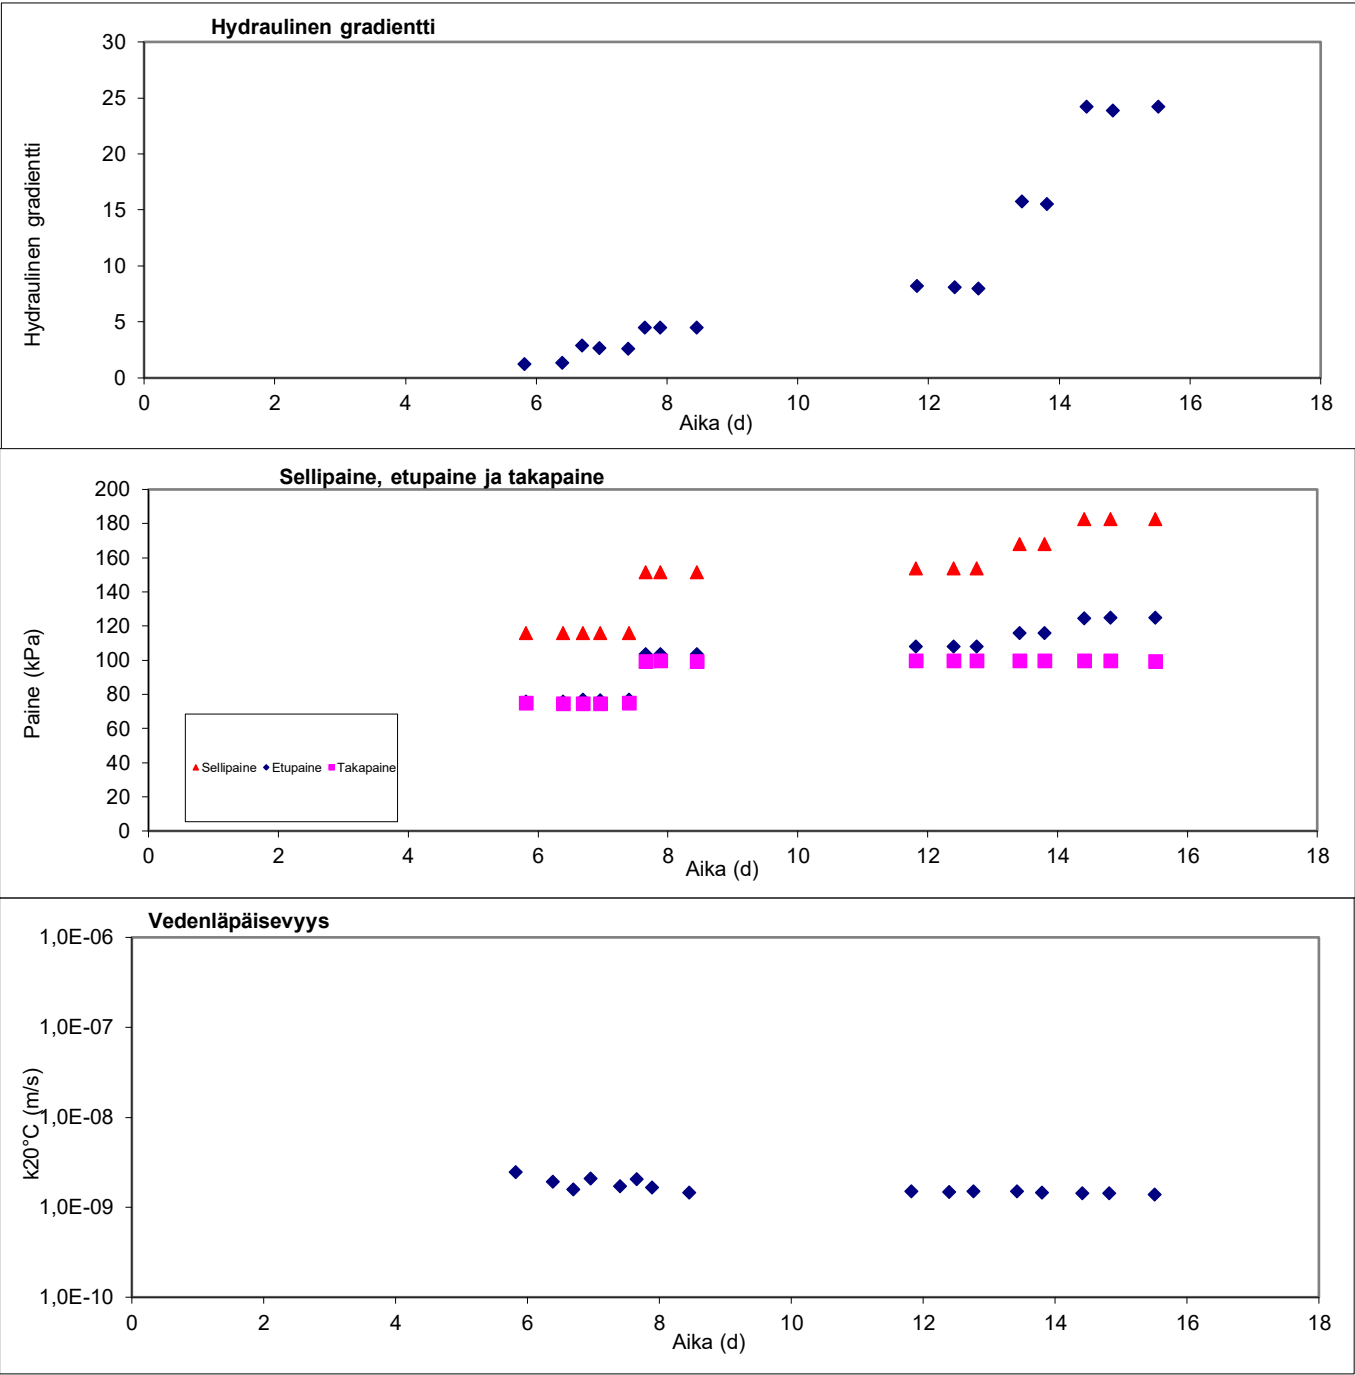 Hydraulinen gradientti
30
25
20
15
10
5
0
Hydraulinen gradientti
0 2 4 6 8 10 12 14 16 18
Aika (d)
Sellipaine, etupaine ja takapaine
200
180
160
140
120
100
80
60
40
20
0
Paine (kPa)
Sellipaine Etupaine Takapaine
0 2 4 6 8 10 12 14 16 18
Aika (d)
Vedenläpäisevyys
1,0E-06
1,0E-07
1,0E-08
1,0E-09
1,0E-10
k20°C (m/s)
0 2 4 6 8 10 12 14 16 18
Aika (d)